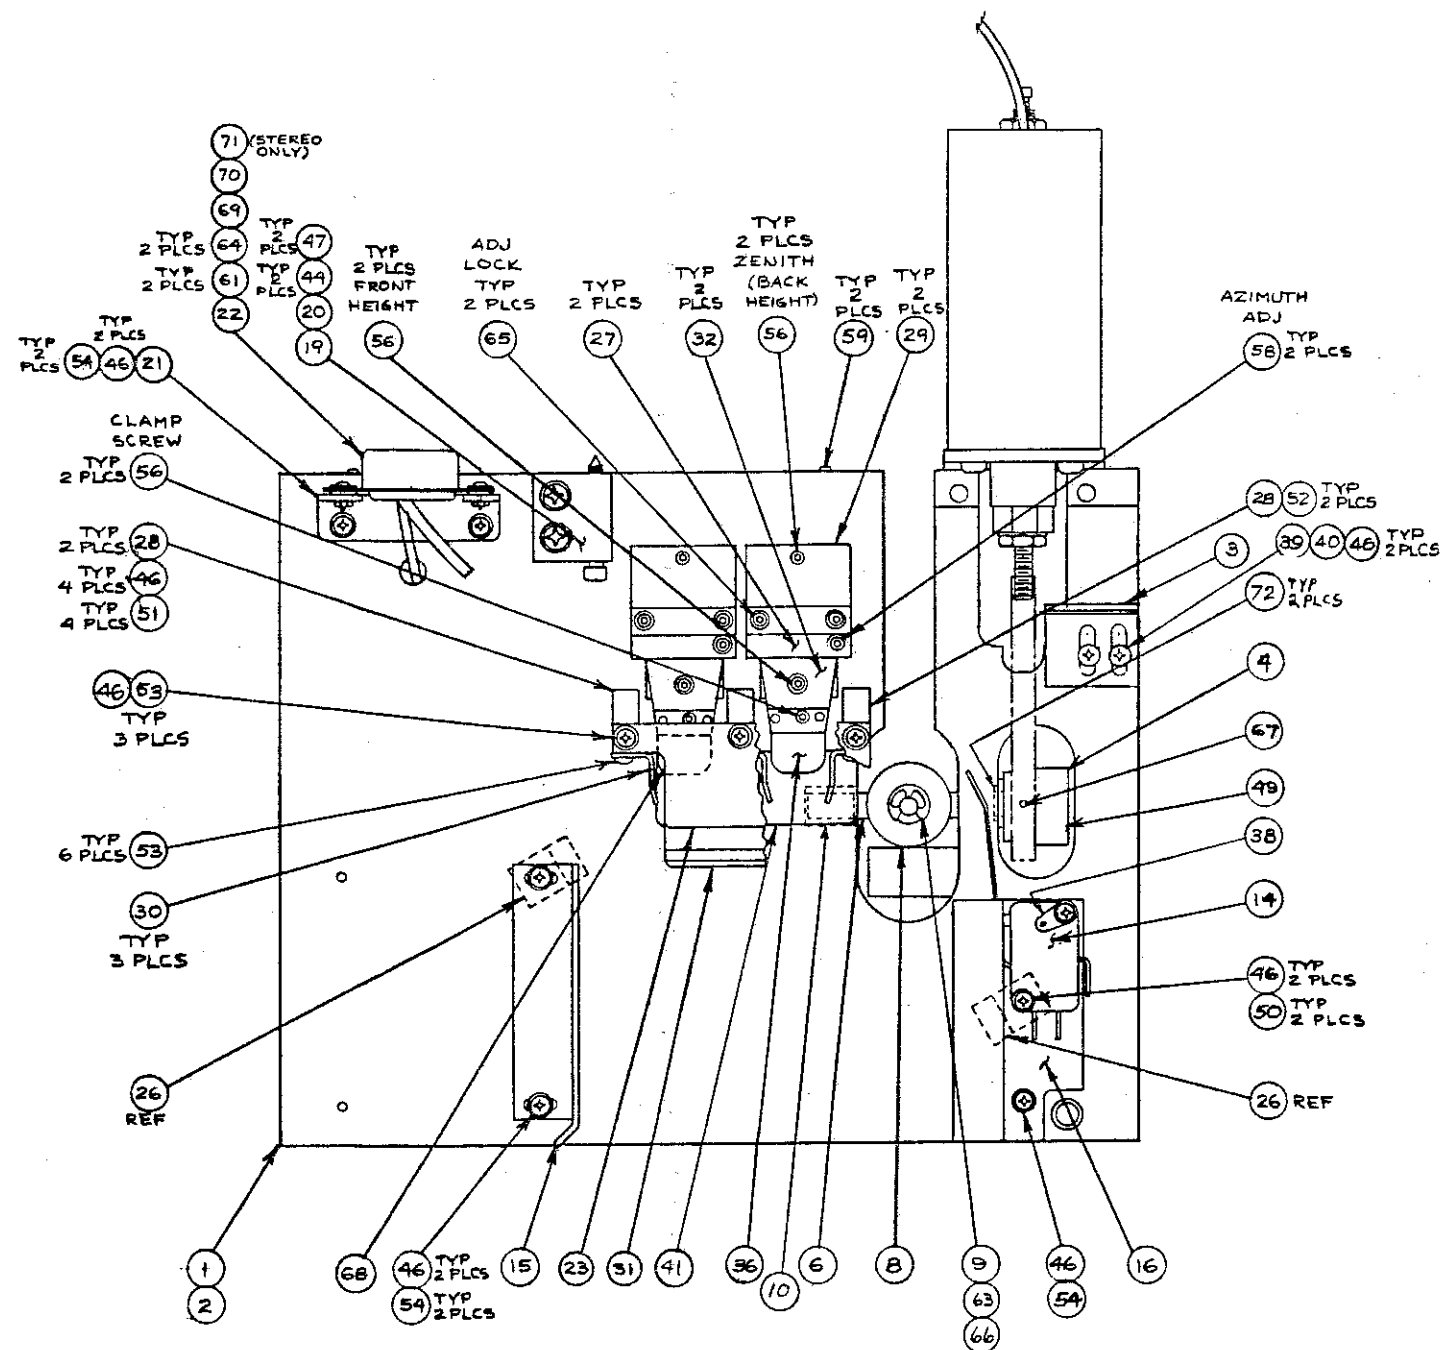 71 (STEREO
ONLY)
70
69
TYP
2 PLCS 64
TYP
2 PLCS 61
22
TYP
2
PLCS 47
TYP
2
PLCS 44
20
19
TYP
2 PLCS
FRONT
HEIGHT
56
ADJ
LOCK
TYP
2 PLCS
65
TYP
2 PLCS
27
TYP
2
PLCS
32
TYP
2 PLCS
ZENITH
(BACK
HEIGHT)
56
TYP
2
PLCS
59
TYP
2
PLCS
29
AZIMUTH
ADJ
58 TYP
2 PLCS
TYP
2
PLCS 54
TYP
2 PLCS
46 21
CLAMP
SCREW
TYP
2 PLCS 56
TYP
2 PLCS 28
TYP
4 PLCS 46
TYP
4 PLCS 51
46 53
TYP
3 PLCS
TYP
6 PLCS 53
30
TYP
3 PLCS
26
REF
1
2
28 52 TYP
2 PLCS
39 40 46 TYP
2 PLCS
3
72 TYP
2 PLCS
4
67
49
38
14
46 TYP
2 PLCS
50 TYP
2 PLCS
26 REF
68
46 TYP
2 PLCS
54 TYP
2 PLCS
15
23
31
41
36
10
6
8
9
63
66
46
54
16